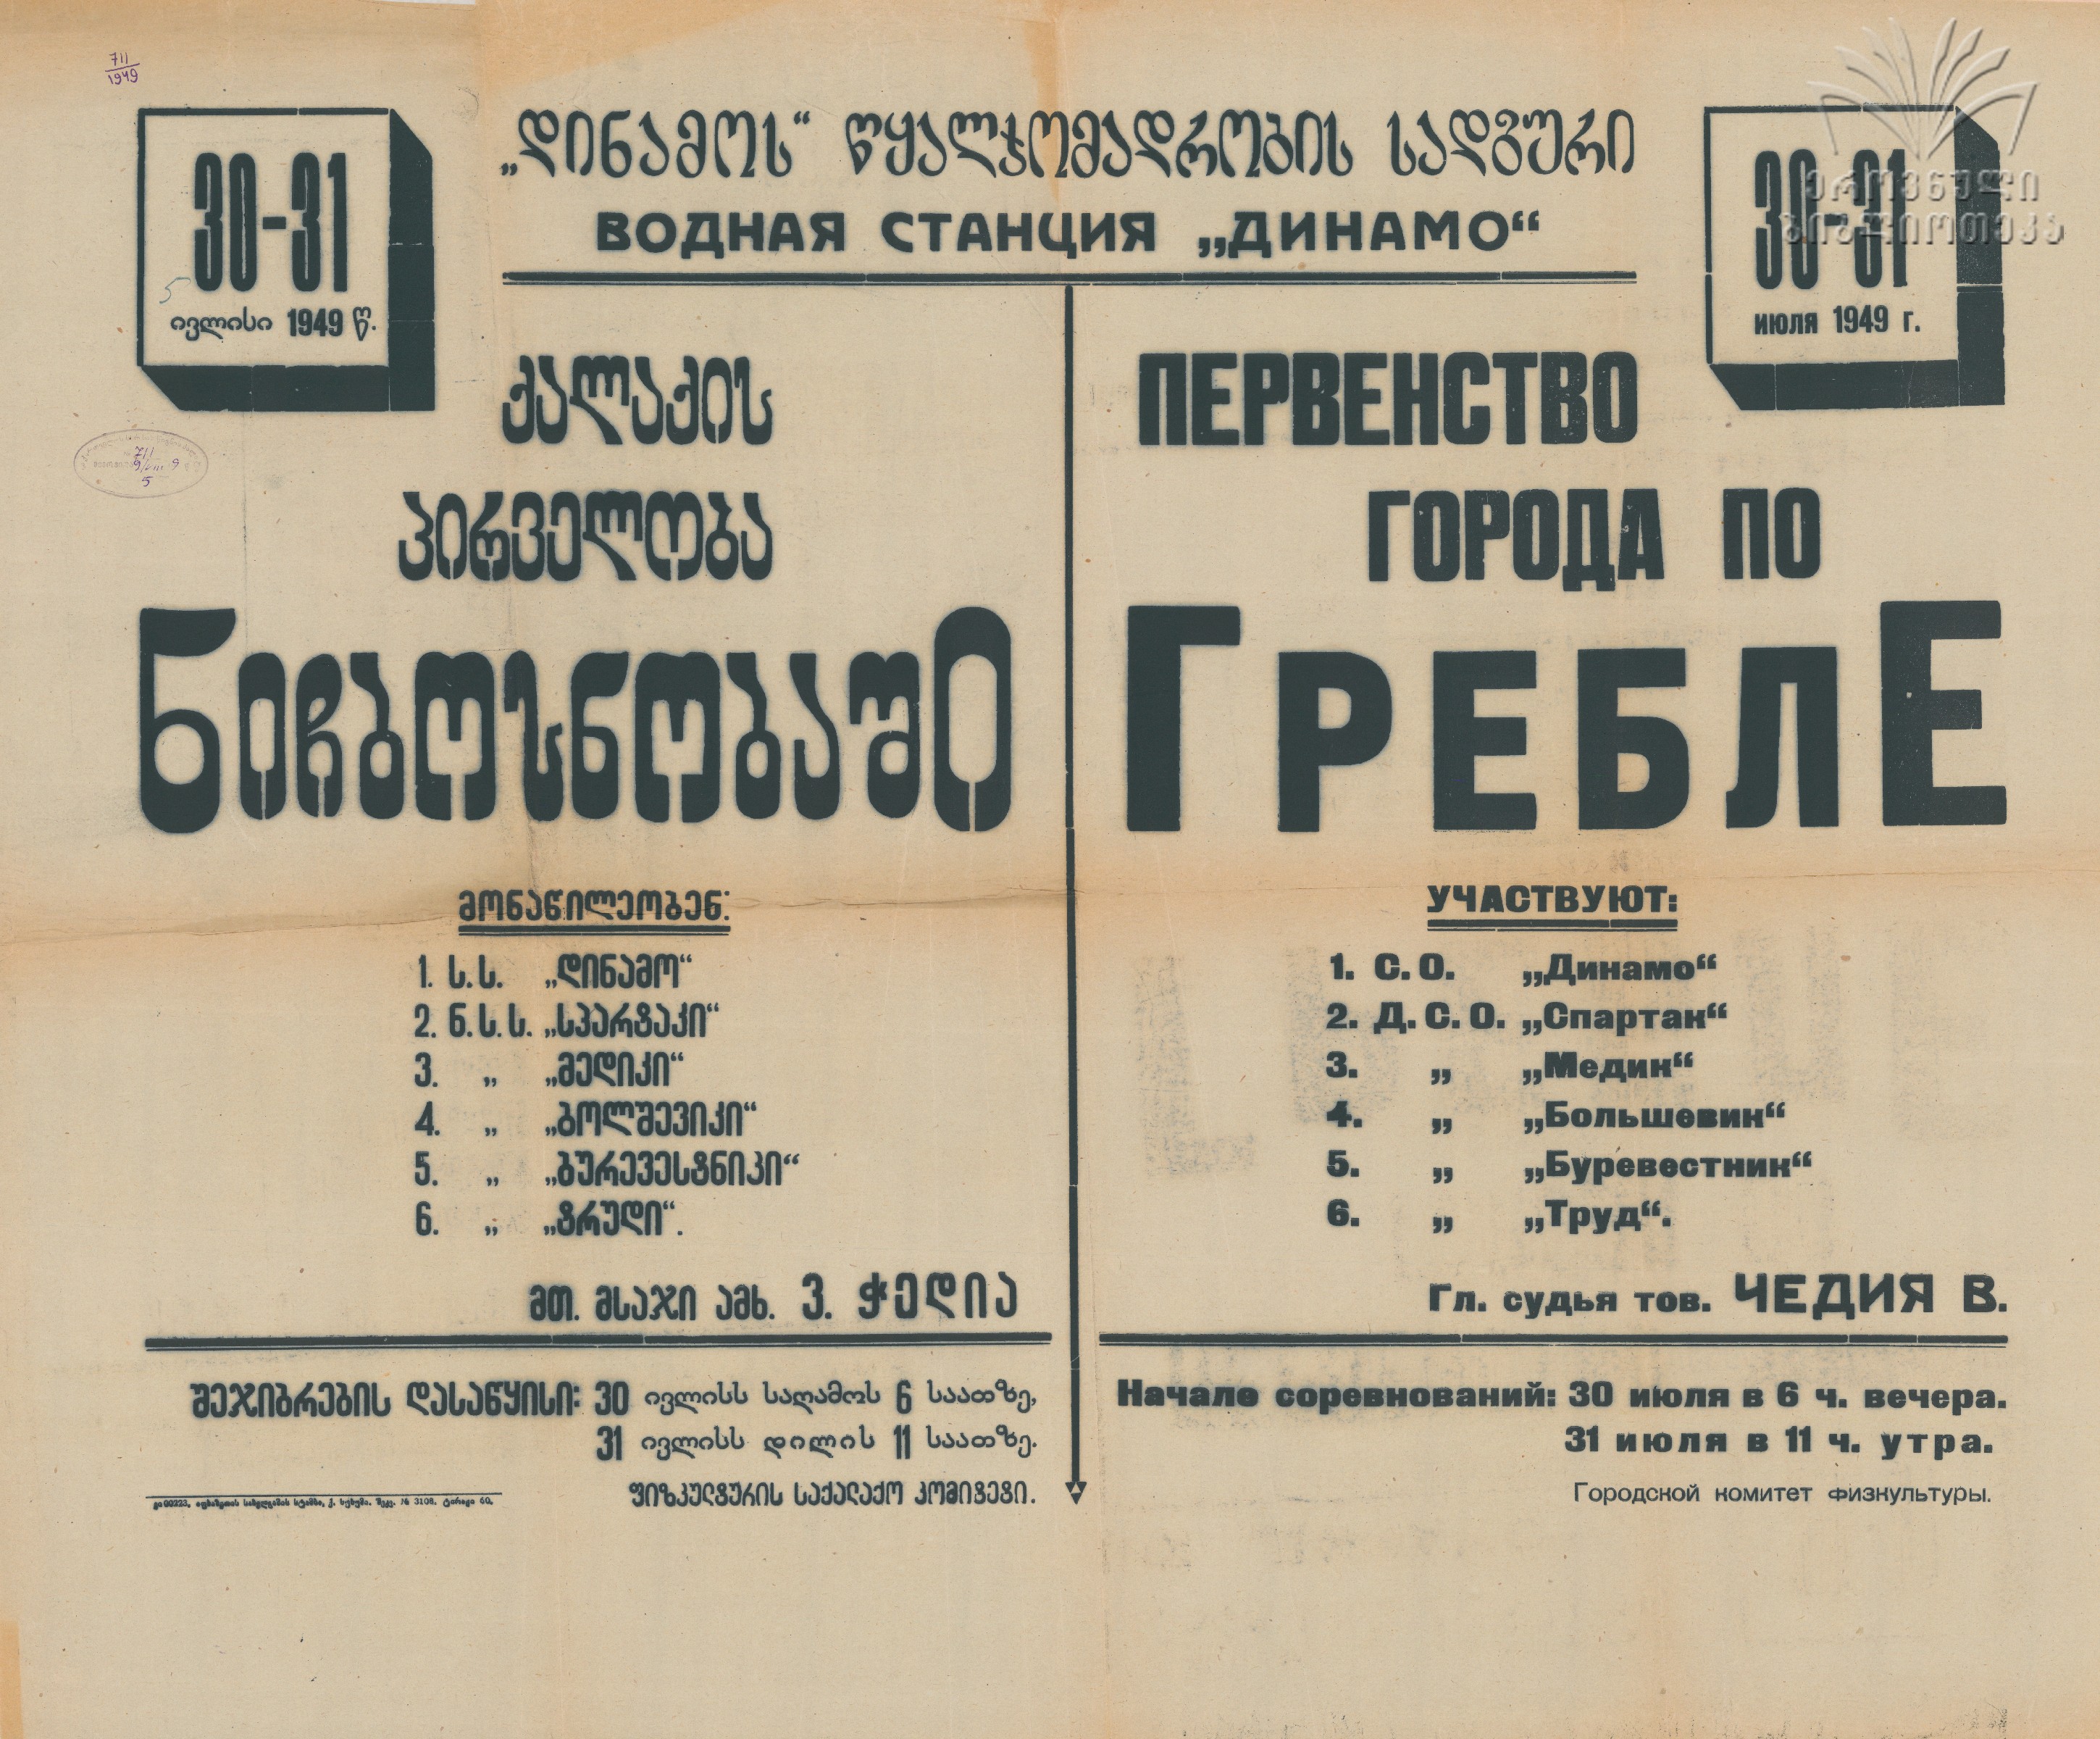 711
1949
30-31
ივლისი 1949 წ.
„დინამოს“ წყალჭომადრობის სადგური
ВОДНАЯ СТАНЦИЯ „ДИНАМО“
30-31
июля 1949 г.
ეროვნული
ბიბლიოთეკა
ქალაქის
პირველობა
ნიჩბოსნობაში
მონაწილეობენ:
1. ს.ს. „დინამო“
2. ნ.ს.ს. „სპარტაკი“
3. „ „მედიკი“
4. „ „ბოლშევიკი“
5. „ „ბურევესტნიკი“
6. „ „ტრუდი“.
მთ. მსაჯი ამხ. ვ. ჭედია
შეჯიბრების დასაწყისი: 30 ივლისს საღამოს 6 საათზე,
31 ივლისს დილის 11 საათზე.
ფიზკულტურის საქალაქო კომიტეტი.
ПЕРВЕНСТВО
ГОРОДА ПО
ГРЕБЛЕ
УЧАСТВУЮТ:
1. С. О. „Динамо“
2. Д. С. О. „Спартак“
3. „ „Медик“
4. „ „Большевик“
5. „ „Буревестник“
6. „ „Труд“.
Гл. судья тов. ЧЕДИЯ В.
Начало соревнований: 30 июля в 6 ч. вечера.
31 июля в 11 ч. утра.
Городской комитет физкультуры.
711
5